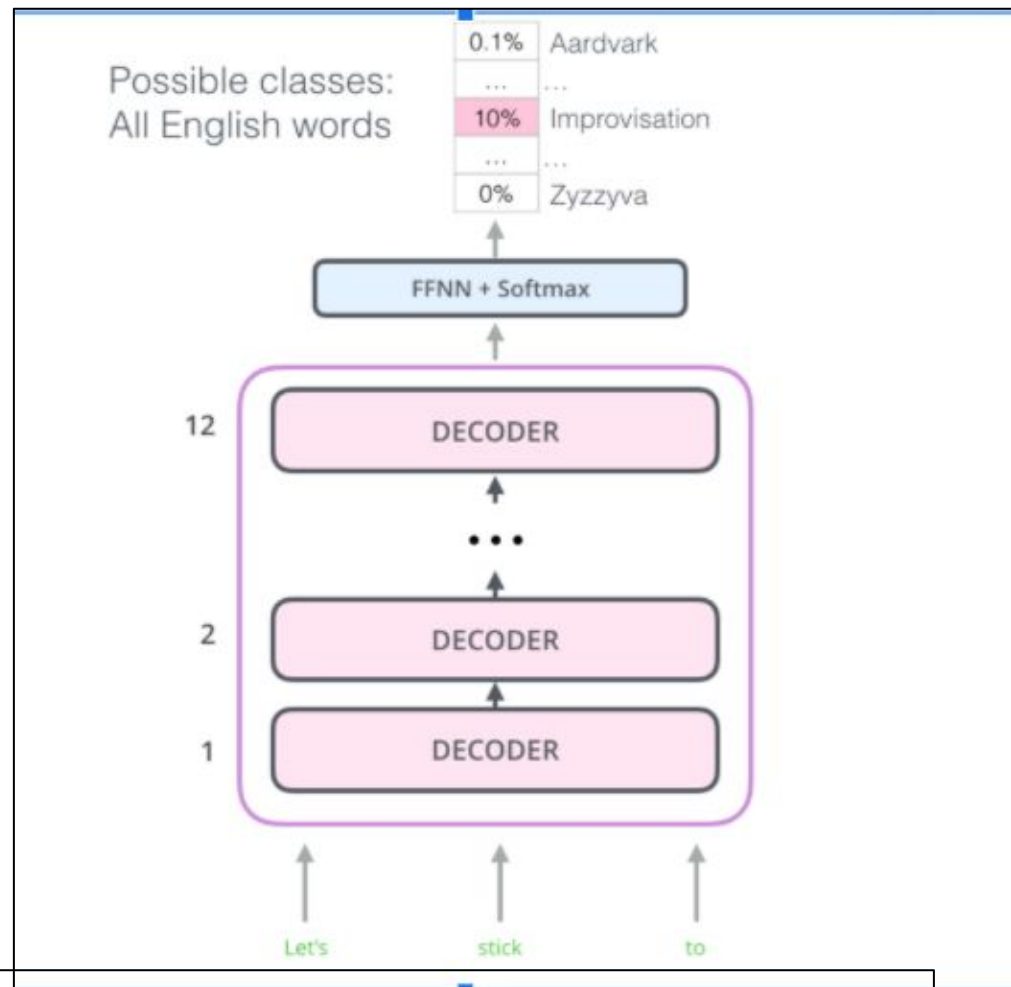 0.1% Aardvark
Possible classes:
... ...
All English words
10% Improvisation
... ...
0% Zyzzyva
FFNN + Softmax
12 DECODER
...
2 DECODER
1 DECODER
Let's stick to